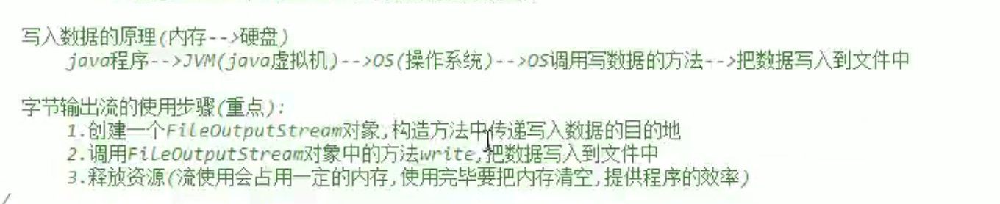 写入数据的原理(内存-->硬盘)
java程序-->JVM(java虚拟机)-->OS(操作系统)-->OS调用写数据的方法-->把数据写入到文件中
字节输出流的使用步骤(重点):
1.创建一个FileOutputStream对象,构造方法中传递写入数据的目的地
2.调用FileOutputStream对象中的方法write,把数据写入到文件中
3.释放资源(流使用会占用一定的内存,使用完毕要把内存清空,提供程序的效率)
/